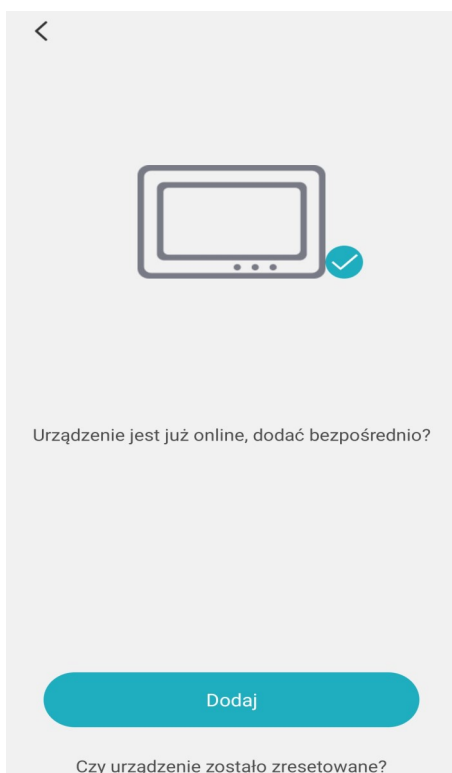 Urządzenie jest już online, dodać bezpośrednio?
Dodaj
Czy urządzenie zostało zresetowane?